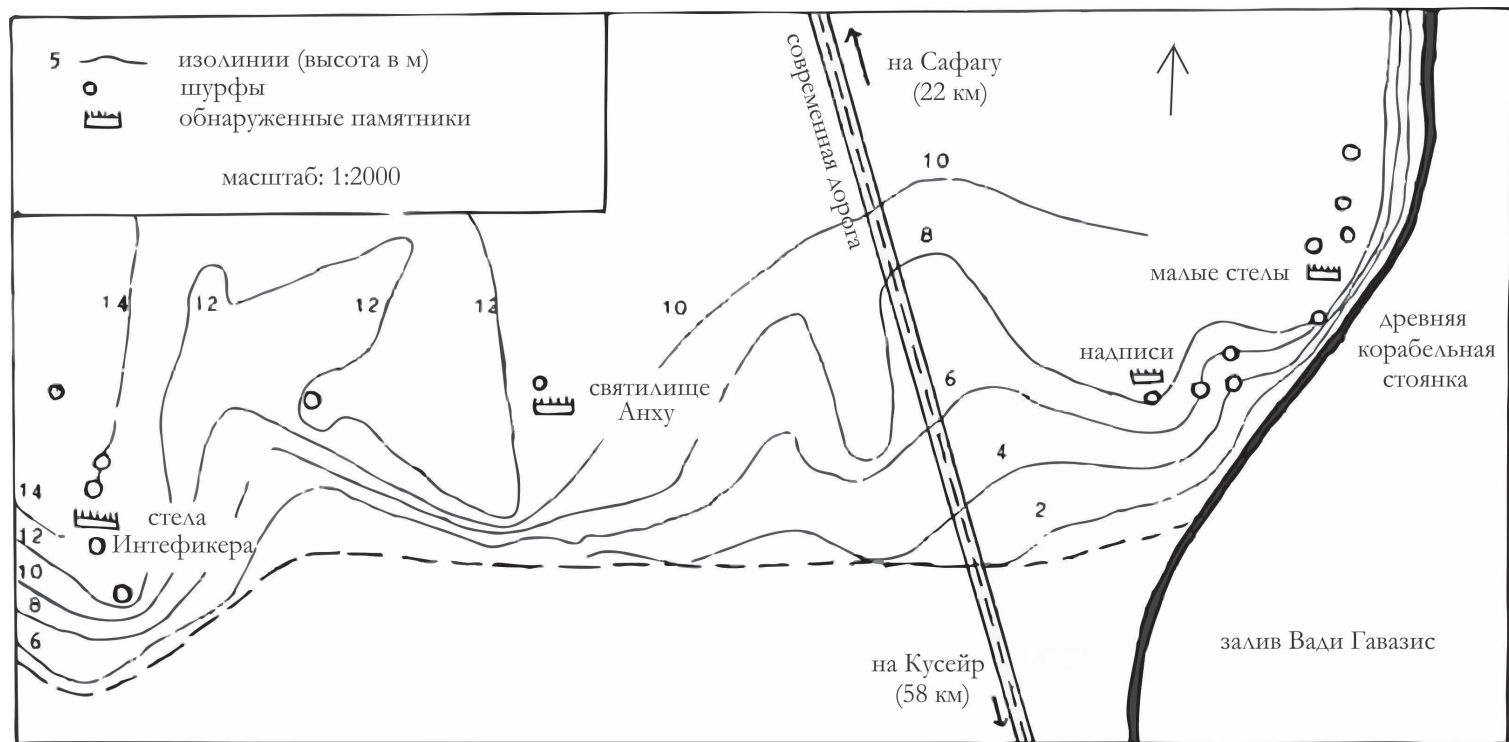 5 изолинии (высота в м)
шурфы
обнаруженные памятники
масштаб: 1:2000
современная дорога
на Сафагу
(22 км)
10
8
малые стелы
14
12
12
12
10
древняя
корабельная
стоянка
надписи
6
святилище
Анху
4
14
2
стела
Интефикера
12
10
8
6
залив Вади Гавазис
на Кусейр
(58 км)